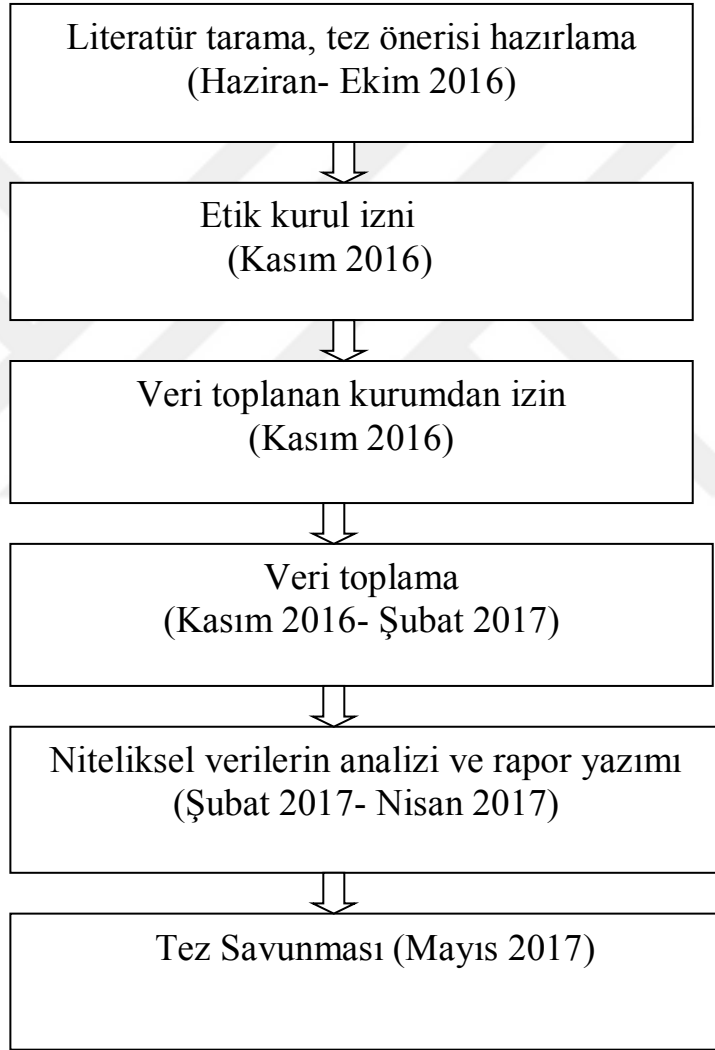 Literatür tarama, tez önerisi hazırlama
(Haziran- Ekim 2016)
Etik kurul izni
(Kasım 2016)
Veri toplanan kurumdan izin
(Kasım 2016)
Veri toplama
(Kasım 2016- Şubat 2017)
Niteliksel verilerin analizi ve rapor yazımı
(Şubat 2017- Nisan 2017)
Tez Savunması (Mayıs 2017)